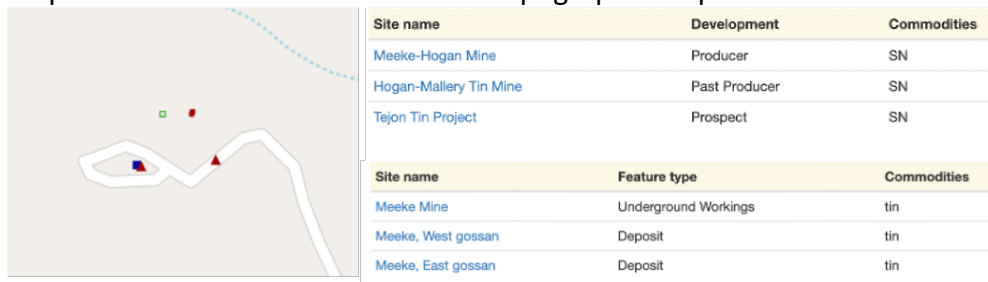 Site name Development Commodities
Meeke-Hogan Mine Producer SN
Hogan-Mallery Tin Mine Past Producer SN
Tejon Tin Project Prospect SN
Site name Feature type Commodities
Meeke Mine Underground Workings tin
Meeke, West gossan Deposit tin
Meeke, East gossan Deposit tin